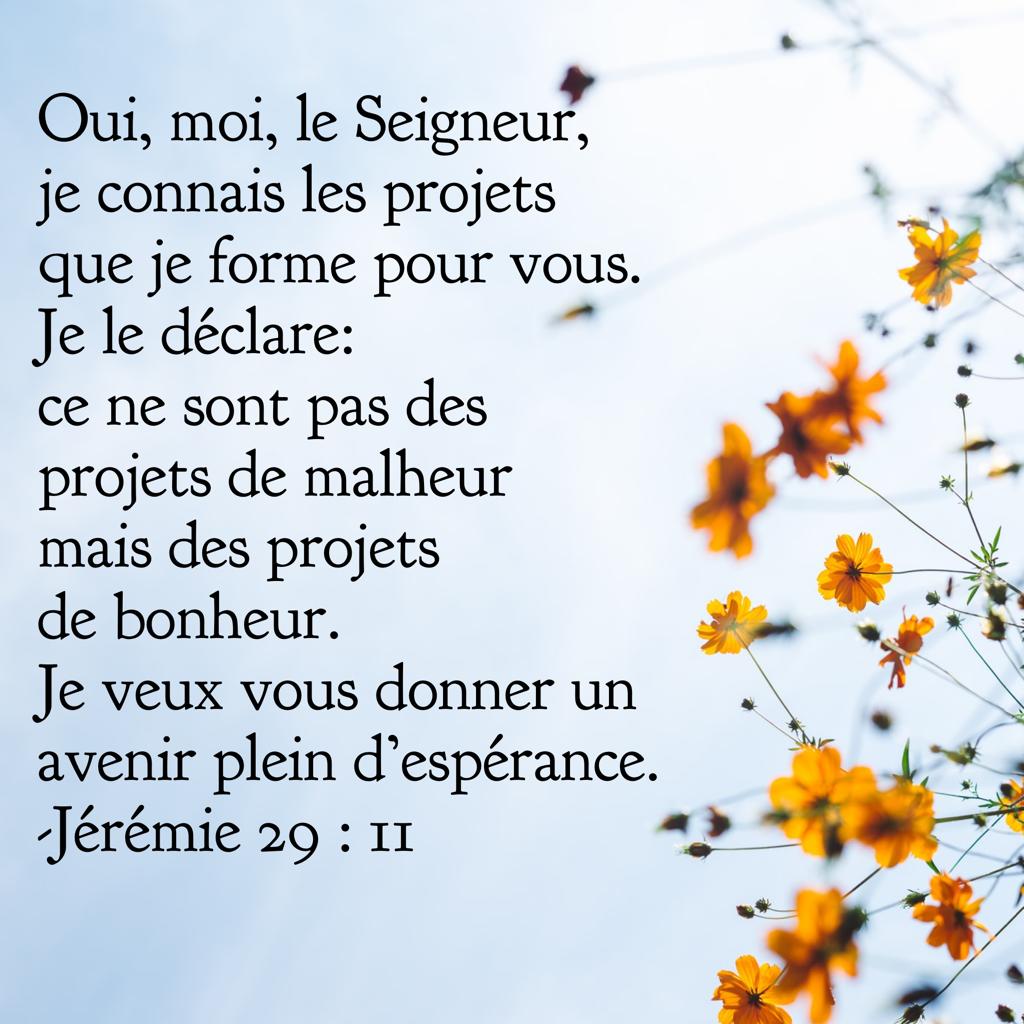 Oui, moi, le Seigneur,
je connais les projets
que je forme pour vous.
Je le déclare:
ce ne sont pas des
projets de malheur
mais des projets
de bonheur.
Je veux vous donner un
avenir plein d’espérance.
-Jérémie 29 : 11